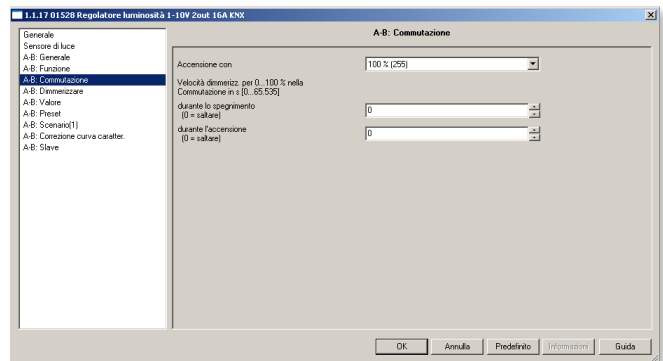 1.1.17 01528 Regolatore luminosità 1-10V 2out 16A KNX
Generale
Sensore di luce
A-B: Generale
A-B: Funzione
A-B: Commutazione
A-B: Dimmerizzare
A-B: Valore
A-B: Preset
A-B: Scenario(1)
A-B: Correzione curva caratter.
A-B: Slave
A-B: Commutazione
Accensione con
100 % (255)
Velocità dimmerizz. per 0...100 % nella
Commutazione in s [0...65.535]
durante lo spegnimento
(0 = saltare)
0
durante l'accensione
(0 = saltare)
0
OK
Annulla
Predefinito
Informazioni
Guida